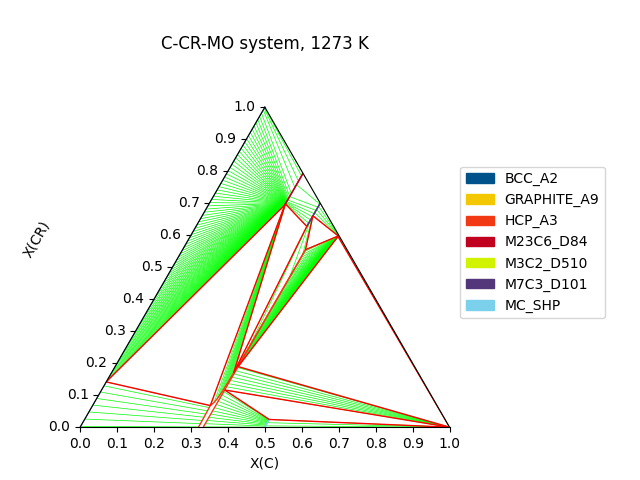 C-CR-MO system, 1273 K
1.0
0.9
0.8
0.7
0.6
0.5
0.4
0.3
0.2
0.1
0.0
X(CR)
0.0 0.1 0.2 0.3 0.4 0.5 0.6 0.7 0.8 0.9 1.0
X(C)
BCC_A2
GRAPHITE_A9
HCP_A3
M23C6_D84
M3C2_D510
M7C3_D101
MC_SHP